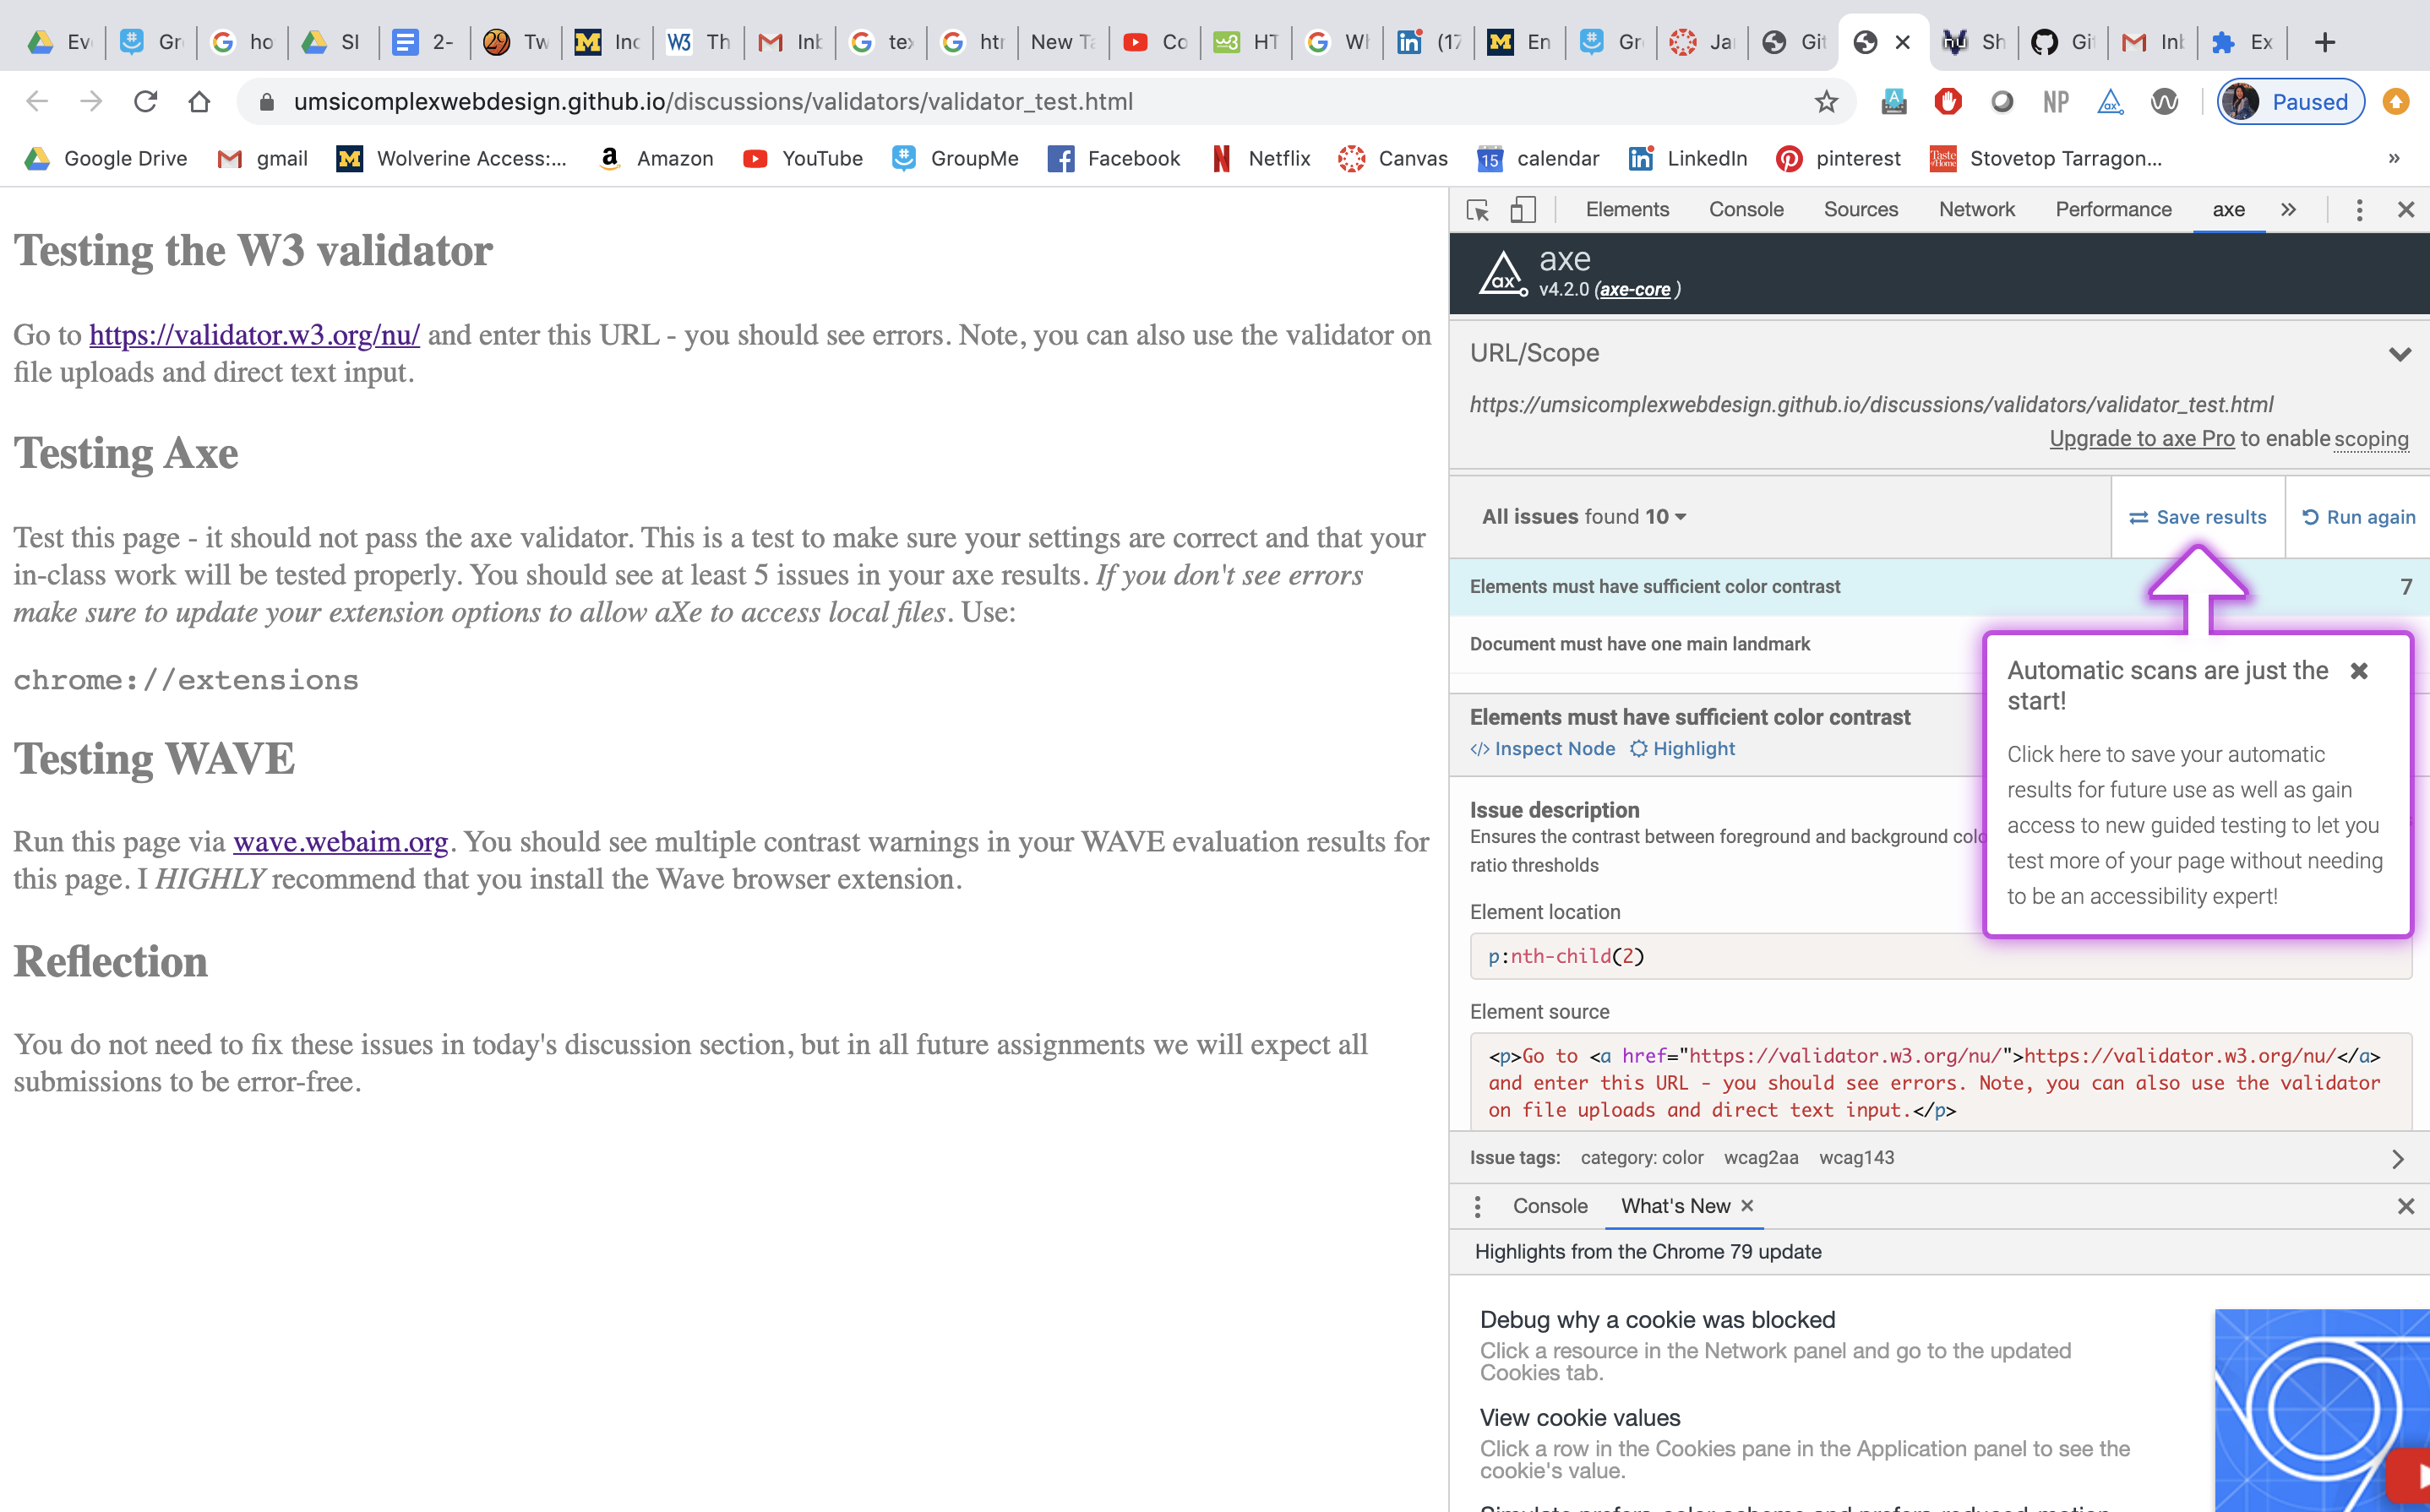 Ev
Gr
ho
SI
2-
Tw
Inc
W3 Th
Inb
tex
htr
New Ta
Co
w3 HT
Wh
(17
En
Gr
Ja
Git
Sh
Gi
Inb
Ex
umsicomplexwebdesign.github.io/discussions/validators/validator_test.html
NP
Paused
Google Drive
gmail
Wolverine Access:...
Amazon
YouTube
GroupMe
Facebook
Netflix
Canvas
15 calendar
LinkedIn
pinterest
Stovetop Tarragon...
Testing the W3 validator
Go to https://validator.w3.org/nu/ and enter this URL - you should see errors. Note, you can also use the validator on
file uploads and direct text input.
Testing Axe
Test this page - it should not pass the axe validator. This is a test to make sure your settings are correct and that your
in-class work will be tested properly. You should see at least 5 issues in your axe results. If you don't see errors
make sure to update your extension options to allow aXe to access local files. Use:
chrome://extensions
Testing WAVE
Run this page via wave.webaim.org. You should see multiple contrast warnings in your WAVE evaluation results for
this page. I HIGHLY recommend that you install the Wave browser extension.
Reflection
You do not need to fix these issues in today's discussion section, but in all future assignments we will expect all
submissions to be error-free.
Elements Console Sources Network Performance axe
ax
axe
v4.2.0 (axe-core )
URL/Scope
https://umsicomplexwebdesign.github.io/discussions/validators/validator_test.html
Upgrade to axe Pro to enable scoping
All issues found 10
Save results
Run again
Elements must have sufficient color contrast 7
Document must have one main landmark
Automatic scans are just the
start!
Click here to save your automatic
results for future use as well as gain
access to new guided testing to let you
test more of your page without needing
to be an accessibility expert!
Elements must have sufficient color contrast
</> Inspect Node Highlight
Issue description
Ensures the contrast between foreground and background colo
ratio thresholds
Element location
p:nth-child(2)
Element source
<p>Go to <a href="https://validator.w3.org/nu/">https://validator.w3.org/nu/</a>
and enter this URL - you should see errors. Note, you can also use the validator
on file uploads and direct text input.</p>
Issue tags: category: color wcag2aa wcag143
Console What's New
Highlights from the Chrome 79 update
Debug why a cookie was blocked
Click a resource in the Network panel and go to the updated
Cookies tab.
View cookie values
Click a row in the Cookies pane in the Application panel to see the
cookie's value.